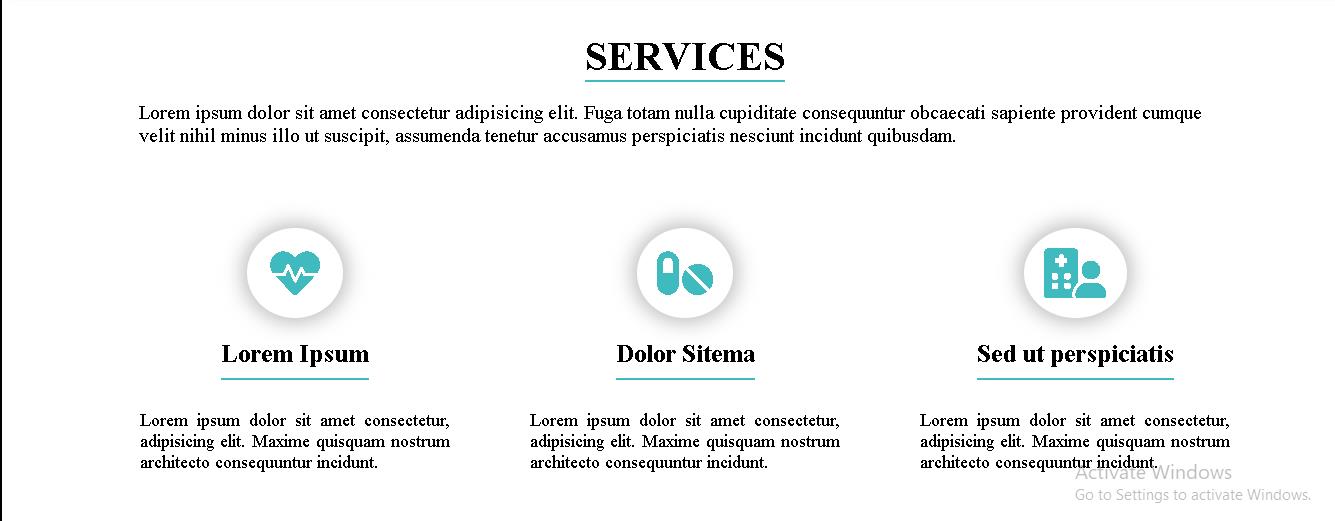 SERVICES
Lorem ipsum dolor sit amet consectetur adipisicing elit. Fuga totam nulla cupiditate consequuntur obcaecati sapiente provident cumque
velit nihil minus illo ut suscipit, assumenda tenetur accusamus perspiciatis nesciunt incidunt quibusdam.
Lorem Ipsum
Lorem ipsum dolor sit amet consectetur,
adipisicing elit. Maxime quisquam nostrum
architecto consequuntur incidunt.
Dolor Sitema
Lorem ipsum dolor sit amet consectetur,
adipisicing elit. Maxime quisquam nostrum
architecto consequuntur incidunt.
Sed ut perspiciatis
Lorem ipsum dolor sit amet consectetur,
adipisicing elit. Maxime quisquam nostrum
architecto consequuntur incidunt.
Activate Windows
Go to Settings to activate Windows.